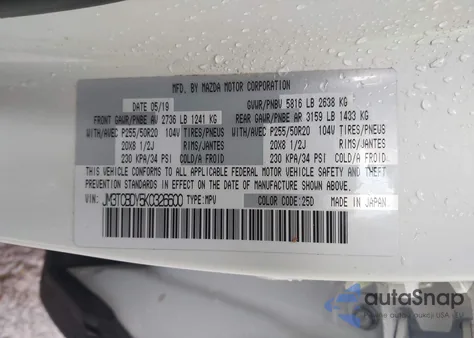 MFD. BY MAZDA MOTOR CORPORATION
DATE 05/19 GVWR/PNBV 5816 LB 2638 KG
FRONT GAWR/PNBE AV 2736 LB 1241 KG REAR GAWR/PNBE AR 3159 LB 1433 KG
WITH/AVEC P255/50R20 104V TIRES/PNEUS WITH/AVEC P255/50R20 104V TIRES/PNEUS
20X8 1/2J RIMS/JANTES 20X8 1/2J RIMS/JANTES
230 KPA/34 PSI COLD/A FROID 230 KPA/34 PSI COLD/A FROID
THIS VEHICLE CONFORMS TO ALL APPLICABLE FEDERAL MOTOR VEHICLE SAFETY, BUMPER, AND THEFT
PREVENTION STANDARDS IN EFFECT ON THE DATE OF MANUFACTURE SHOWN ABOVE.
VIN: JM3TCBDY5K0326600 TYPE:MPV COLOR CODE:25D MADE IN JAPAN.
autoSnap
aukcji USA